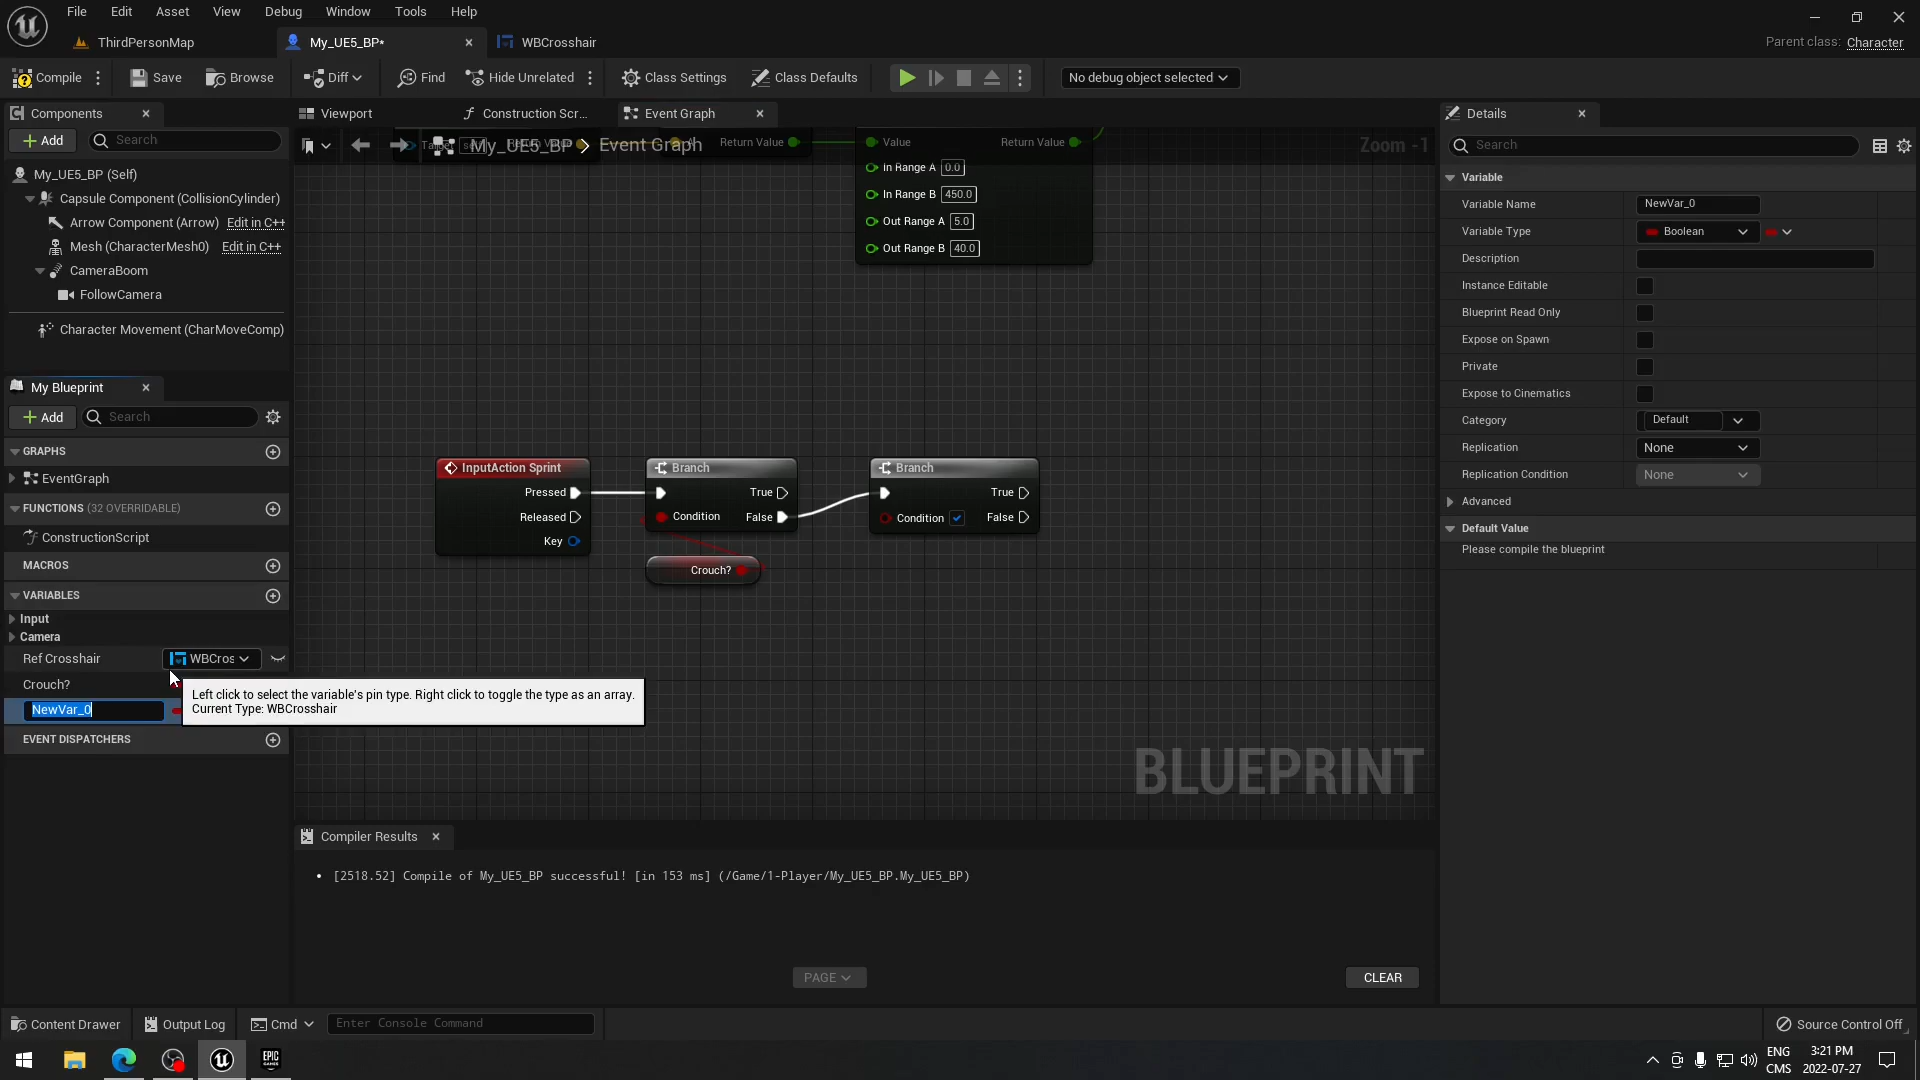 File Edit Asset View Debug Window Tools Help
ThirdPersonMap My_UE5_BP* WBCrosshair Parent class: Character
Compile Save Browse Diff Find Hide Unrelated Class Settings Class Defaults No debug object selected
Components Viewport Construction Scr... Event Graph Details
Add Search
My_UE5_BP (Self)
Capsule Component (CollisionCylinder)
Arrow Component (Arrow) Edit in C++
Mesh (CharacterMesh0) Edit in C++
CameraBoom
FollowCamera
Character Movement (CharMoveComp)
My Blueprint
Add Search
GRAPHS
EventGraph
FUNCTIONS (32 OVERRIDABLE)
ConstructionScript
MACROS
VARIABLES
Input
Camera
Ref Crosshair WBCros
Crouch?
NewVar_0
EVENT DISPATCHERS
Left click to select the variable's pin type. Right click to toggle the type as an array.
Current Type: WBCrosshair
My_UE5_BP > Event Graph Zoom -1
Return Value Value Return Value
In Range A 0.0
In Range B 450.0
Out Range A 5.0
Out Range B 40.0
InputAction Sprint
Pressed
Released
Key
Branch
True
Condition False
Crouch?
Branch
True
Condition False
BLUEPRINT
Compiler Results
[2518.52] Compile of My_UE5_BP successful! [in 153 ms] (/Game/1-Player/My_UE5_BP.My_UE5_BP)
PAGE CLEAR
Search
Variable
Variable Name NewVar_0
Variable Type Boolean
Description
Instance Editable
Blueprint Read Only
Expose on Spawn
Private
Expose to Cinematics
Category Default
Replication None
Replication Condition None
Advanced
Default Value
Please compile the blueprint
Content Drawer Output Log Cmd Enter Console Command Source Control Off
EPIC GAMES
ENG 3:21 PM
CMS 2022-07-27